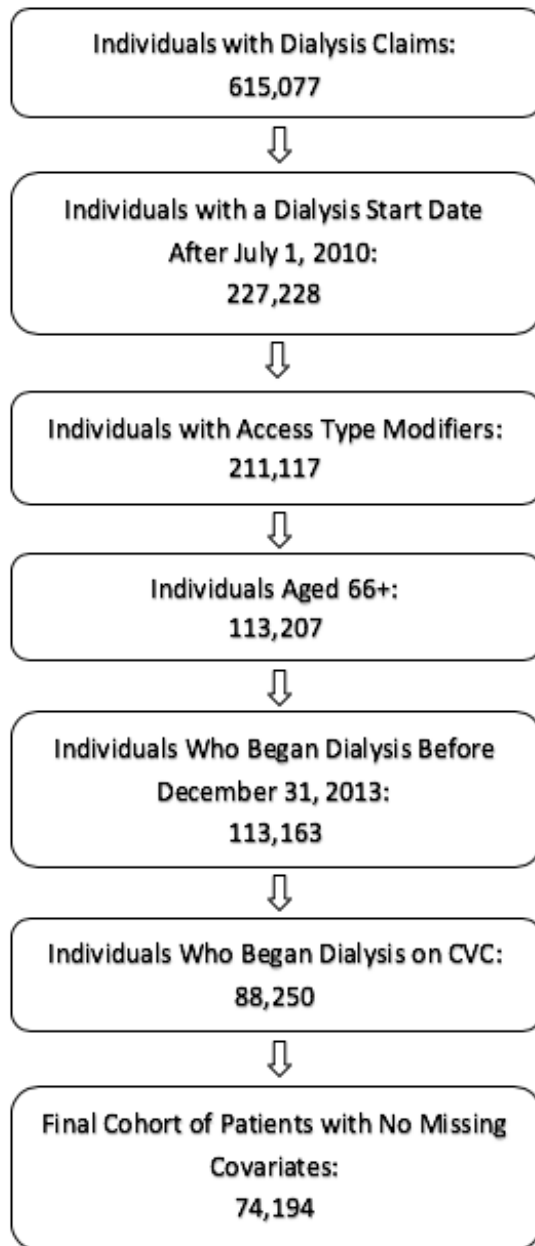 Individuals with Dialysis Claims:
615,077
Individuals with a Dialysis Start Date
After July 1, 2010:
227,228
Individuals with Access Type Modifiers:
211,117
Individuals Aged 66+:
113,207
Individuals Who Began Dialysis Before
December 31, 2013:
113,163
Individuals Who Began Dialysis on CVC:
88,250
Final Cohort of Patients with No Missing
Covariates:
74,194